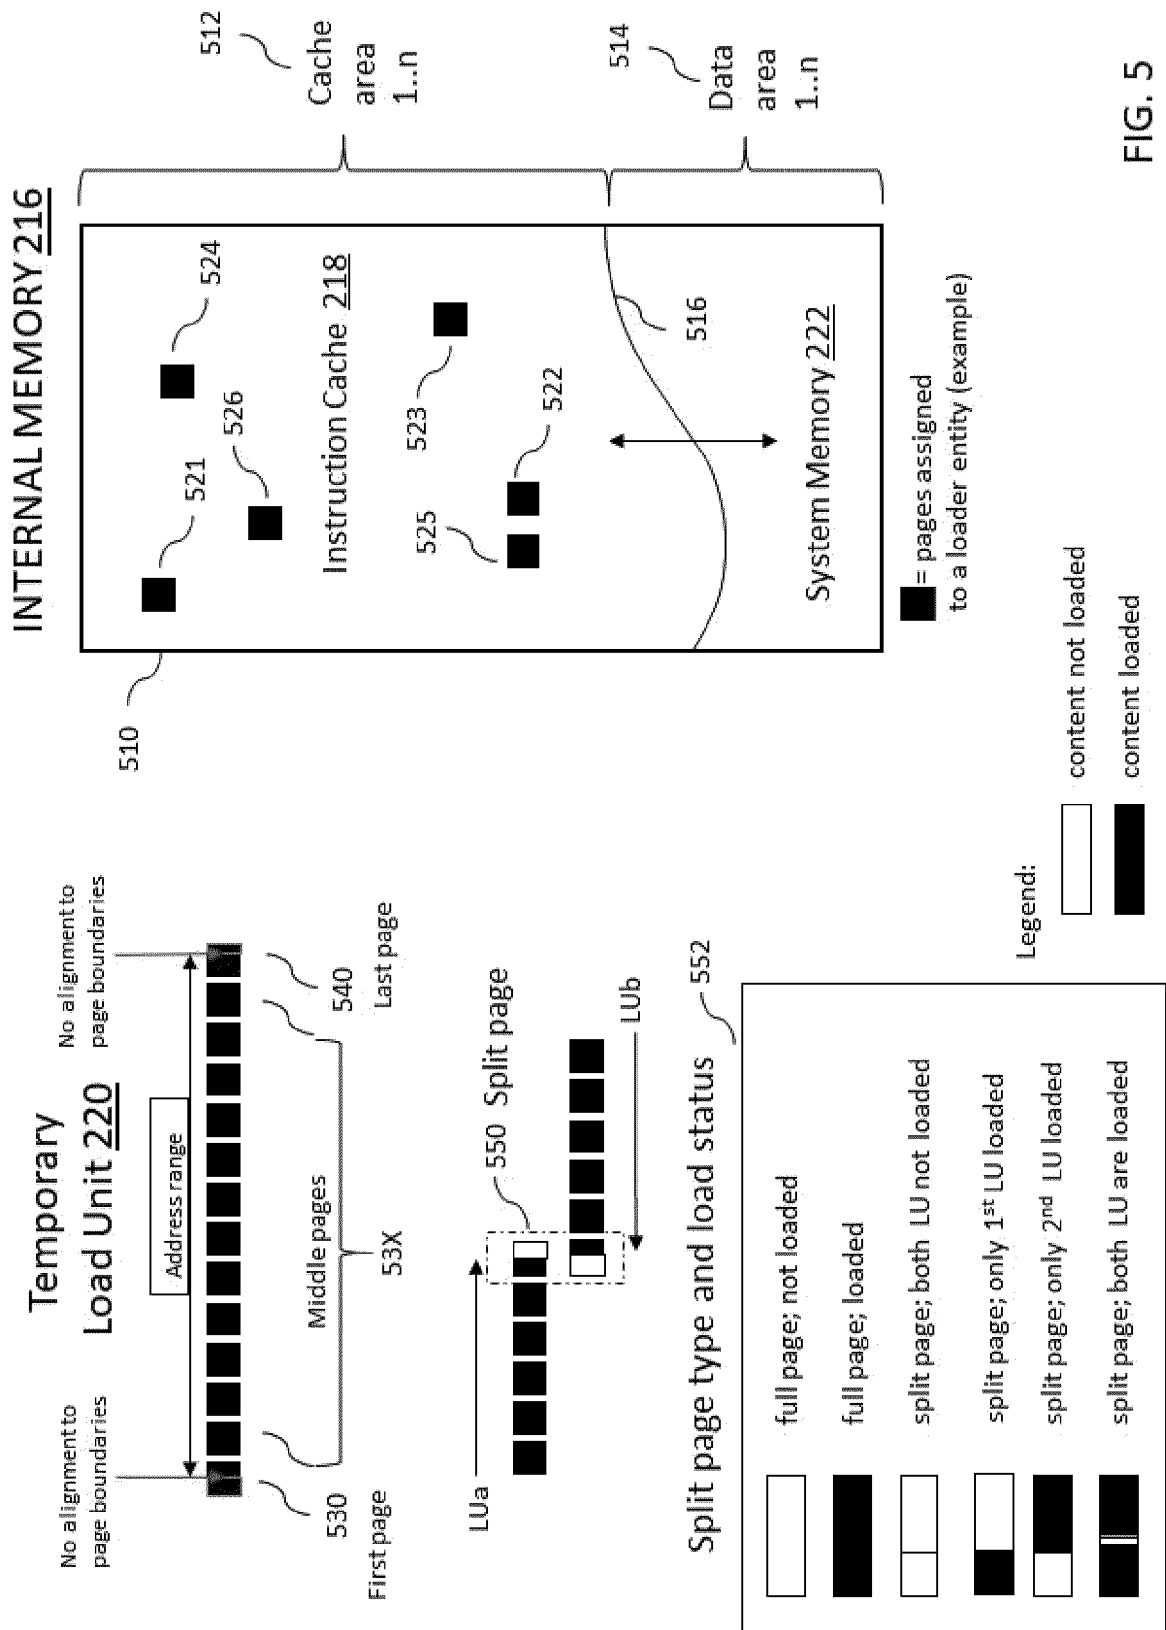 Temporary
Load Unit 220
No alignment to
page boundaries
No alignment to
page boundaries
Address range
530
First page
Middle pages
53X
540
Last page
LUa
550 Split page
LUb
Split page type and load status
552
full page; not loaded
full page; loaded
split page; both LU not loaded
split page; only 1st LU loaded
split page; only 2nd LU loaded
split page; both LU are loaded
Legend:
content not loaded
content loaded
INTERNAL MEMORY 216
510
521
526
524
Instruction Cache 218
525
522
523
516
System Memory 222
= pages assigned
to a loader entity (example)
512
Cache
area
1..n
514
Data
area
1..n
FIG. 5